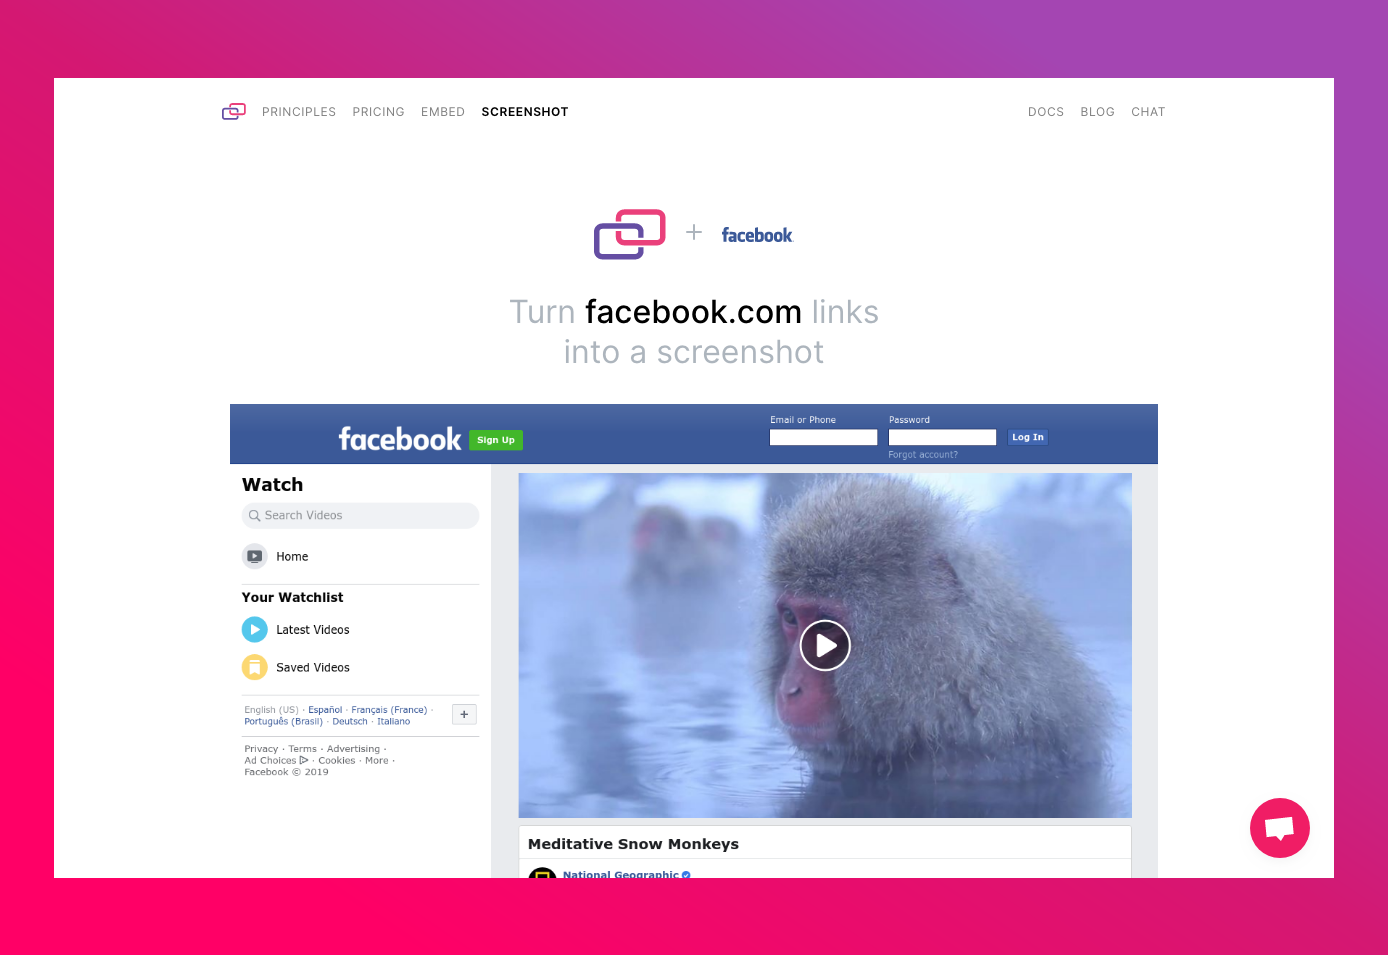 PRINCIPLES PRICING EMBED SCREENSHOT DOCS BLOG CHAT
+ facebook
Turn facebook.com links
into a screenshot
Email or Phone Password
facebook Sign Up Log In
Forgot account?
Watch
Search Videos
Home
Your Watchlist
Latest Videos
Saved Videos
English (US) · Español · Français (France) ·
Português (Brasil) · Deutsch · Italiano
+
Privacy · Terms · Advertising ·
Ad Choices · Cookies · More ·
Facebook © 2019
Meditative Snow Monkeys
National Geographic